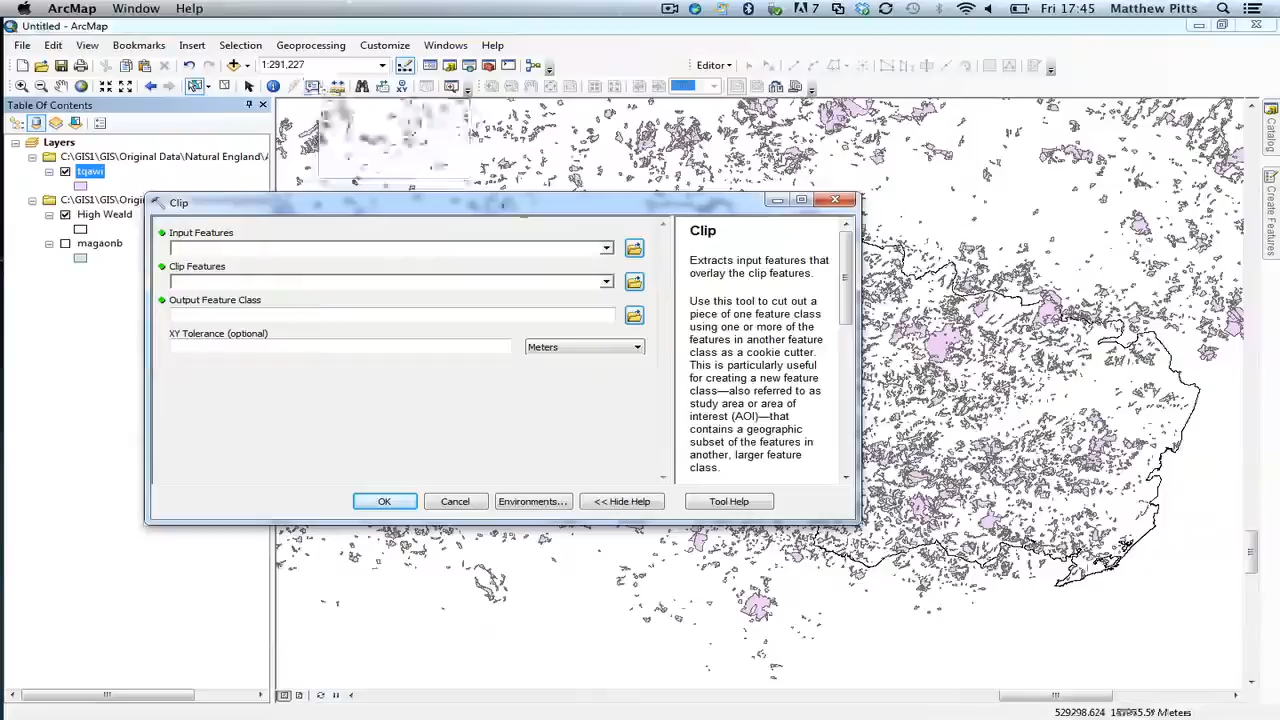 ArcMap Window Help
7 Fri 17:45 Matthew Pitts
Untitled - ArcMap
File Edit View Bookmarks Insert Selection Geoprocessing Customize Windows Help
1:291,227
Editor
Table Of Contents
Layers
C:\GIS1\GIS\Original Data\Natural England\A
tqawi
C:\GIS1\GIS\Orig
High Weald
magaonb
Clip
Input Features
Clip Features
Output Feature Class
XY Tolerance (optional)
Meters
OK
Cancel
Environments...
<< Hide Help
Tool Help
Clip
Extracts input features that
overlay the clip features.
Use this tool to cut out a
piece of one feature class
using one or more of the
features in another feature
class as a cookie cutter.
This is particularly useful
for creating a new feature
class—also referred to as
study area or area of
interest (AOI)—that
contains a geographic
subset of the features in
another, larger feature
class.
Catalog
Create Features
529298.624 Meters